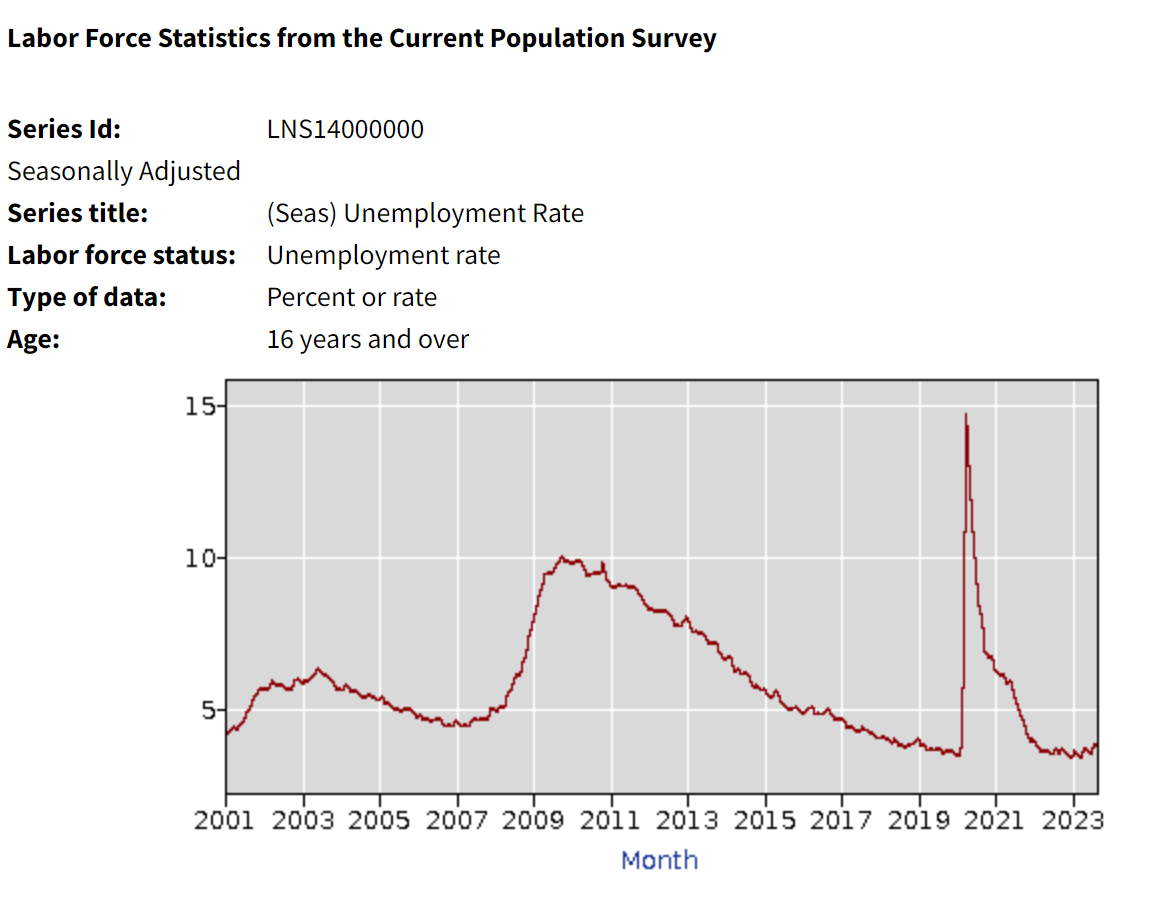 Labor Force Statistics from the Current Population Survey
Series Id: LNS14000000
Seasonally Adjusted
Series title: (Seas) Unemployment Rate
Labor force status: Unemployment rate
Type of data: Percent or rate
Age: 16 years and over
15
10
5
2001 2003 2005 2007 2009 2011 2013 2015 2017 2019 2021 2023
Month